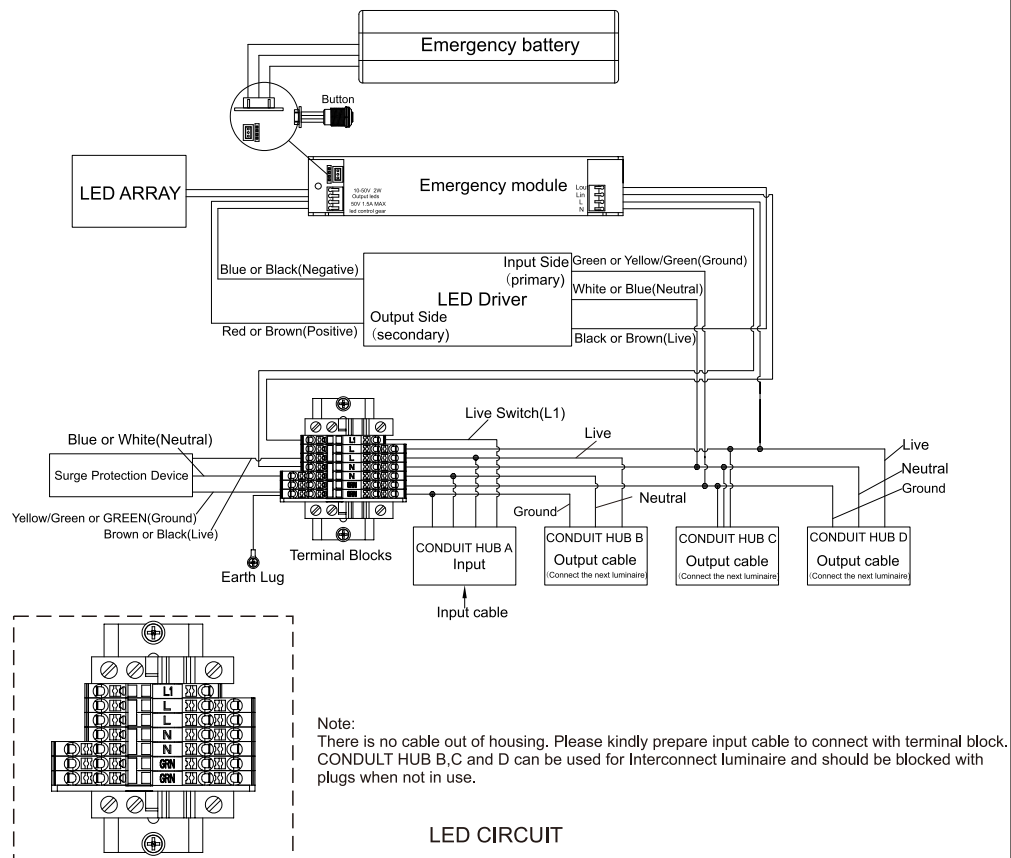 Emergency battery
Button
LED ARRAY
10-50V 2W
Output leds
50V 1.5A MAX
led control gear
Emergency module
Lou
Lin
L
N
Blue or Black(Negative)
Red or Brown(Positive)
Input Side
(primary)
LED Driver
Output Side
(secondary)
Green or Yellow/Green(Ground)
White or Blue(Neutral)
Black or Brown(Live)
Blue or White(Neutral)
Surge Protection Device
Yellow/Green or GREEN(Ground)
Brown or Black(Live)
Earth Lug
L1
L
L
N
N
GRN
GRN
Terminal Blocks
Live Switch(L1)
Live
Neutral
Ground
Live
Neutral
Ground
CONDUIT HUB A
Input
Input cable
CONDUIT HUB B
Output cable
(Connect the next luminaire)
CONDUIT HUB C
Output cable
(Connect the next luminaire)
CONDUIT HUB D
Output cable
(Connect the next luminaire)
L1
L
L
N
N
GRN
GRN
Note:
There is no cable out of housing. Please kindly prepare input cable to connect with terminal block.
CONDULT HUB B,C and D can be used for Interconnect luminaire and should be blocked with
plugs when not in use.
LED CIRCUIT